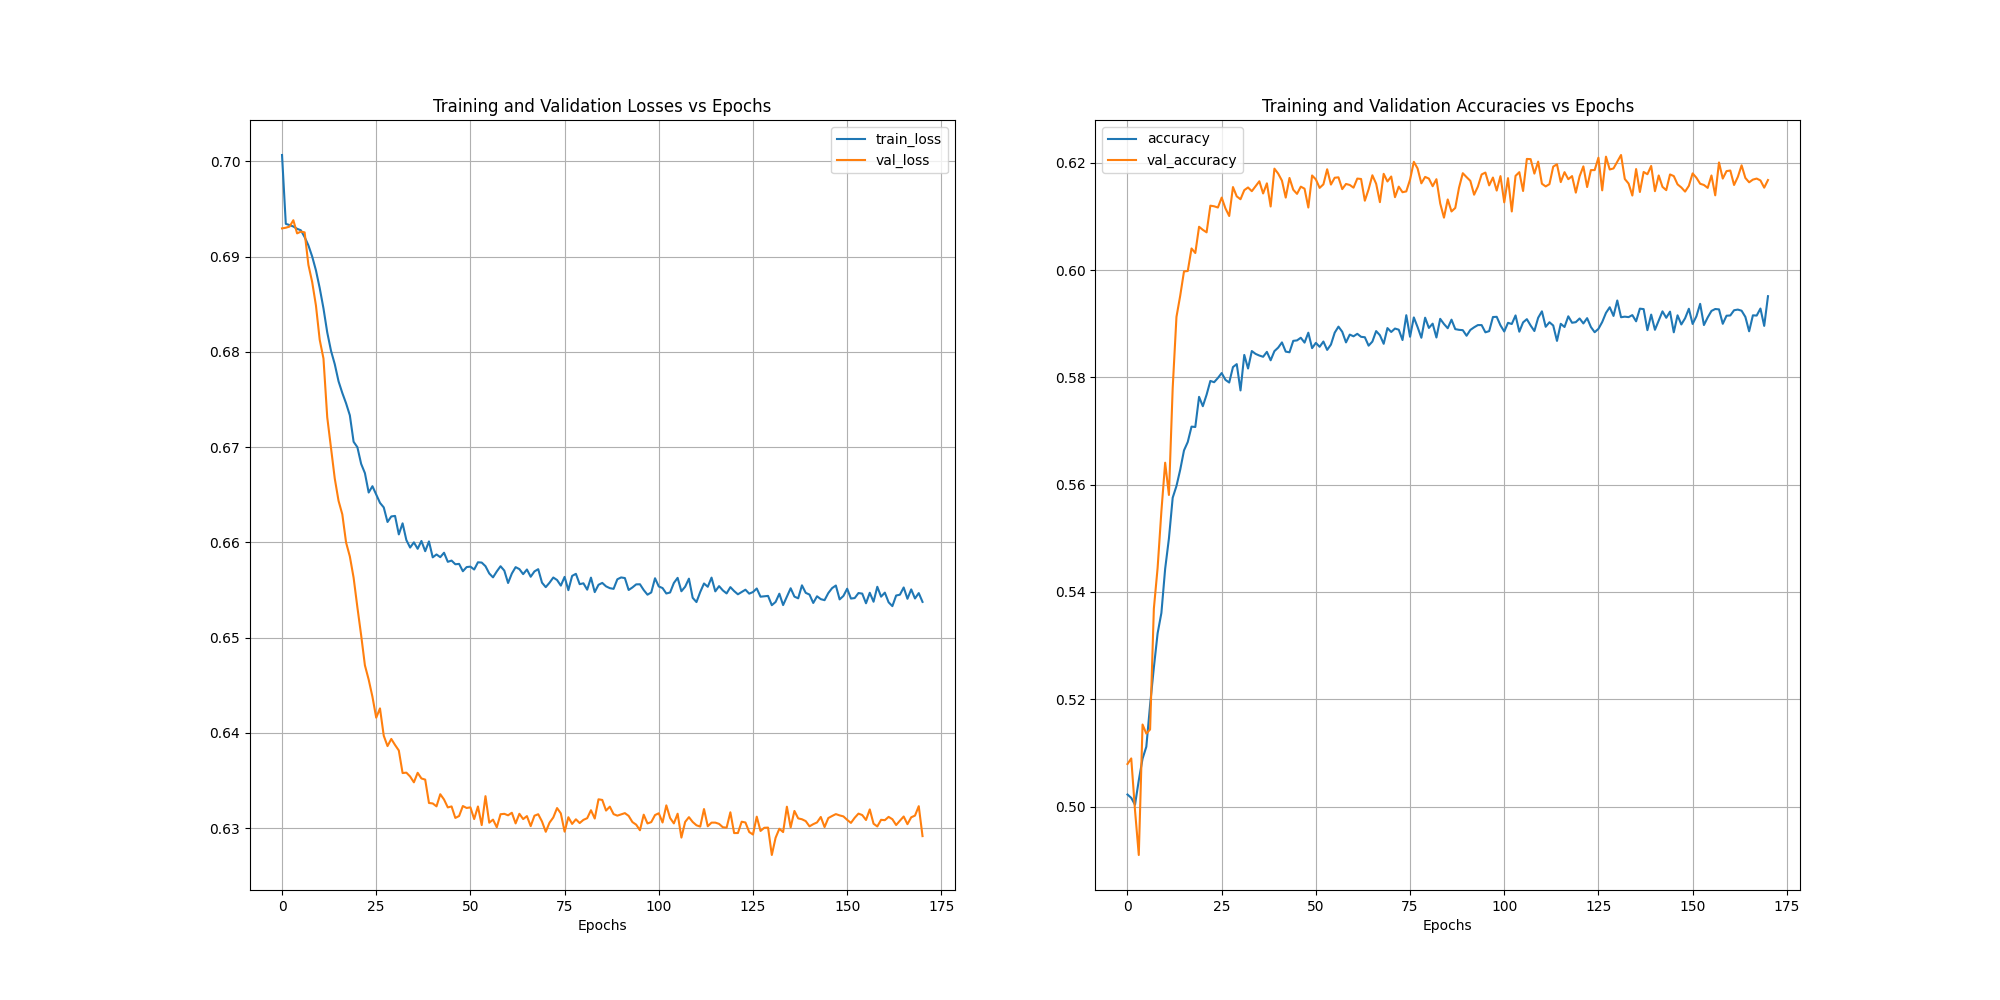 Training and Validation Losses vs Epochs
train_loss
val_loss
0.70
0.69
0.68
0.67
0.66
0.65
0.64
0.63
0 25 50 75 100 125 150 175
Epochs
Training and Validation Accuracies vs Epochs
accuracy
val_accuracy
0.62
0.60
0.58
0.56
0.54
0.52
0.50
0 25 50 75 100 125 150 175
Epochs